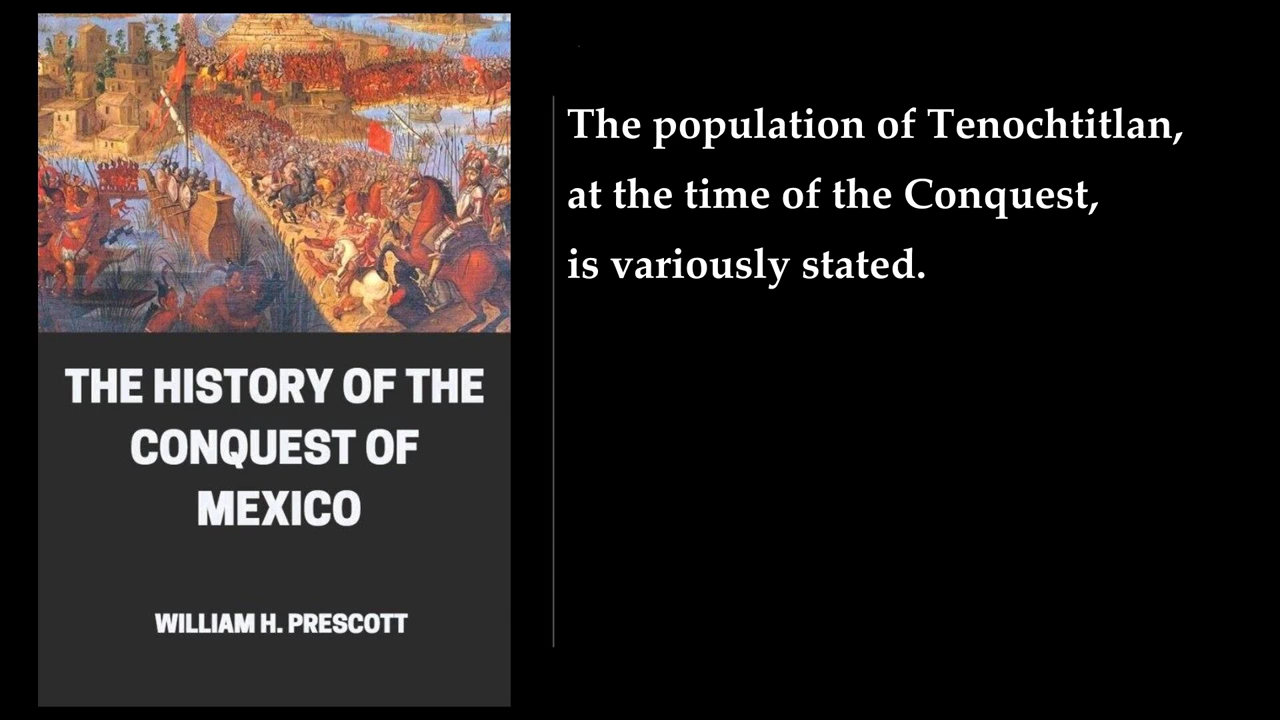 THE HISTORY OF THE
CONQUEST OF
MEXICO
WILLIAM H. PRESCOTT
The population of Tenochtitlan,
at the time of the Conquest,
is variously stated.